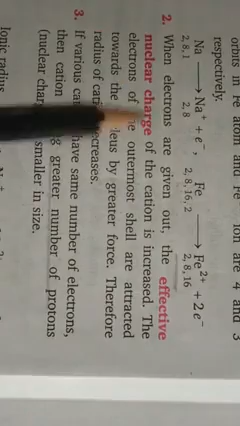 orbits in Fe atom and Fe ion are 4 and 3
respectively.
Na ⟶ Na⁺ + e⁻, Fe ⟶ Fe²⁺ + 2e⁻
2, 8, 1 2, 8 2, 8, 16, 2 2, 8, 16
2. When electrons are given out, the effective
nuclear charge of the cation is increased. The
electrons of the outermost shell are attracted
towards the nucleus by greater force. Therefore
radius of decreases.
3. If various have same number of electrons,
then cation greater number of protons
(nuclear smaller in size.
Ionic radius